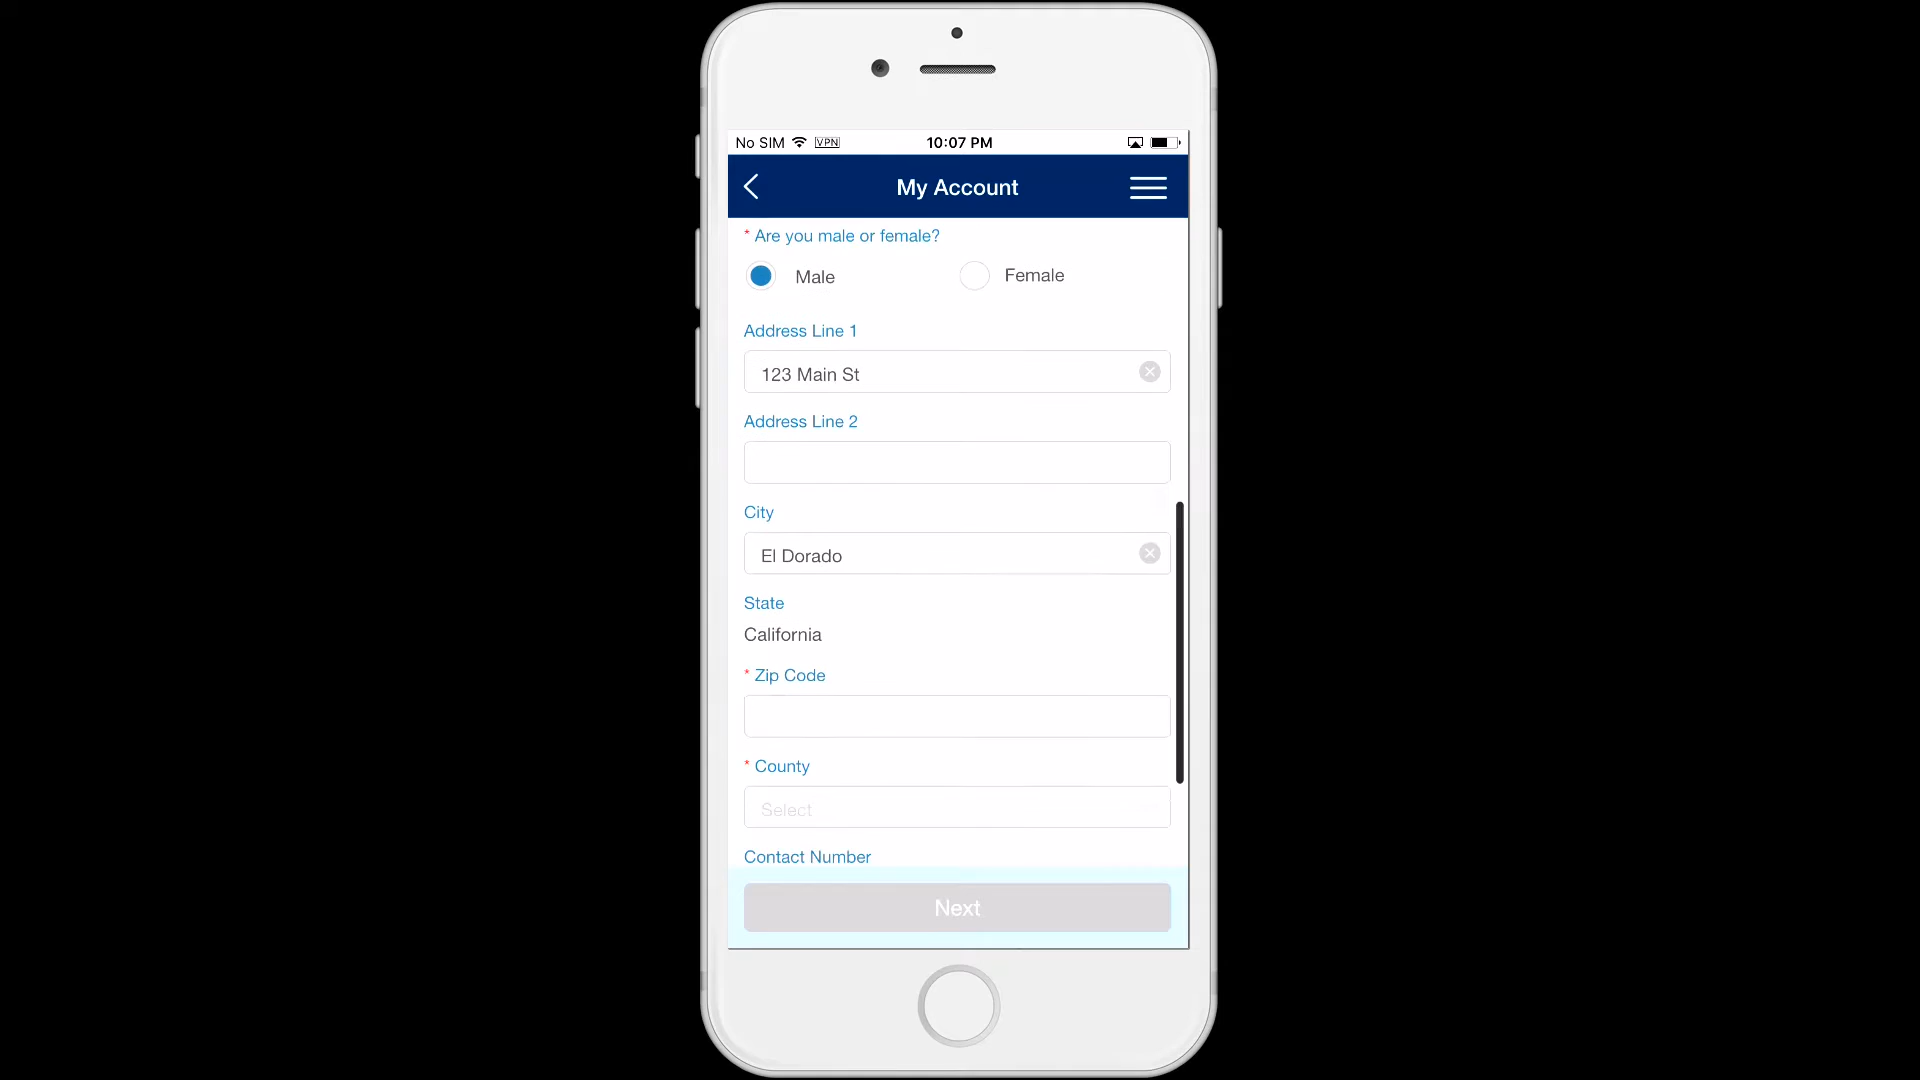 No SIM VPN 10:07 PM
My Account
* Are you male or female?
Male Female
Address Line 1
123 Main St
Address Line 2
City
El Dorado
State
California
* Zip Code
* County
Select
Contact Number
Next